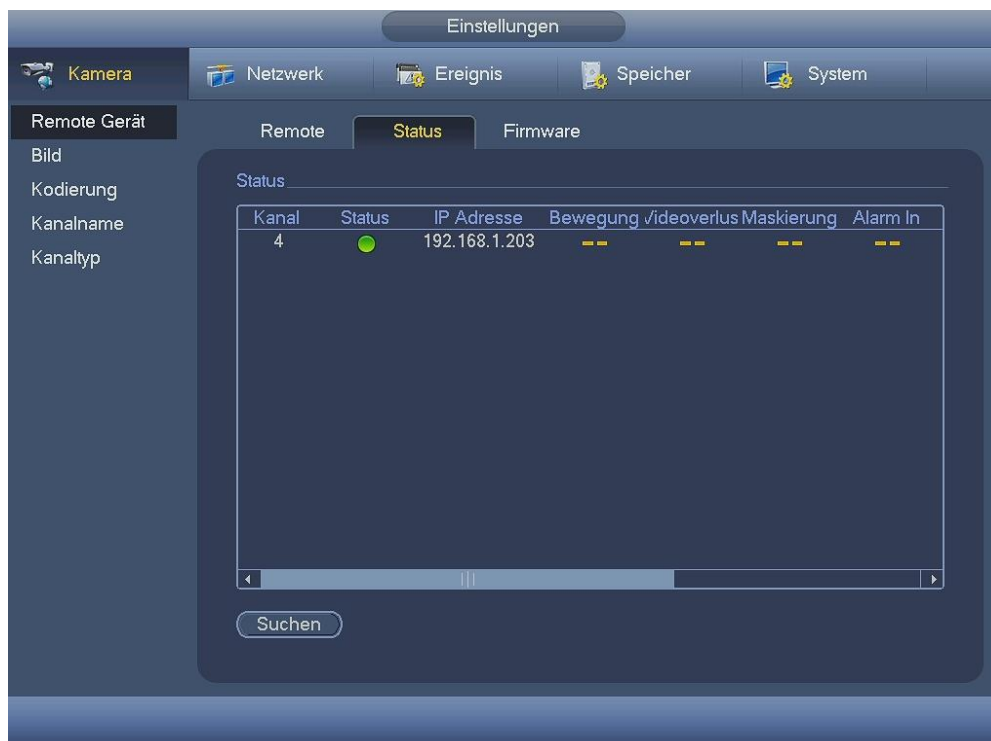 Einstellungen
Kamera Netzwerk Ereignis Speicher System
Remote Gerät
Bild
Kodierung
Kanalname
Kanaltyp
Remote Status Firmware
Status
Kanal Status IP Adresse Bewegung Videoverlus Maskierung Alarm In
4 192.168.1.203 -- -- -- --
Suchen